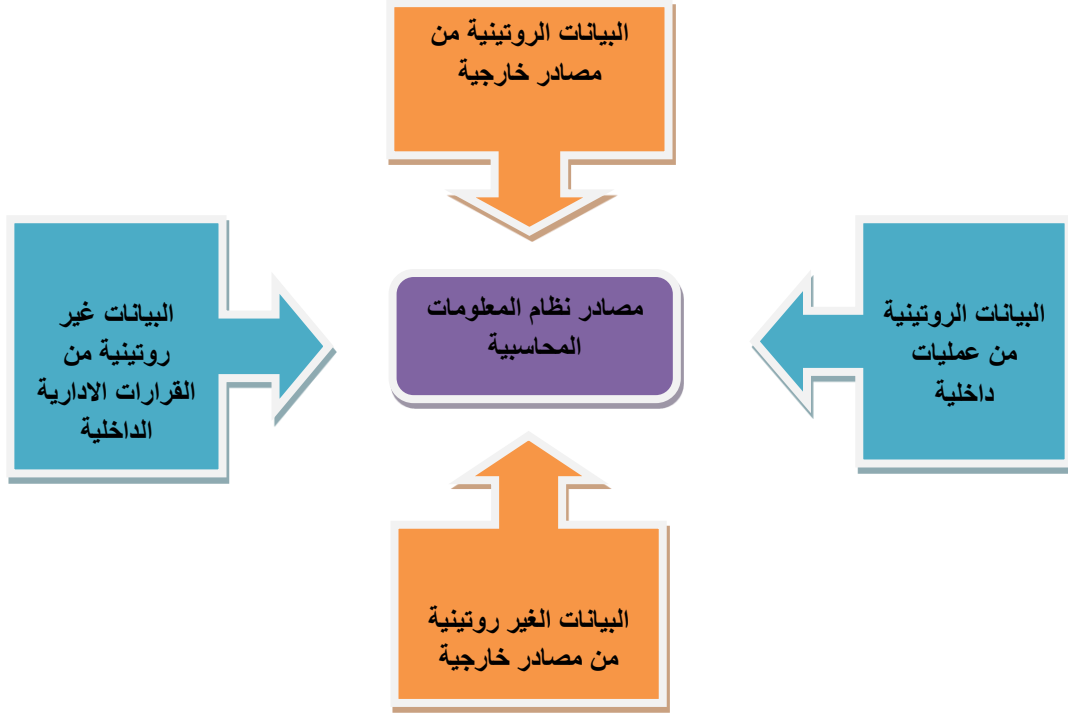 البيانات الروتينية من
مصادر خارجية
البيانات الروتينية
من عمليات
داخلية
مصادر نظام المعلومات
المحاسبية
البيانات غير
روتينية من
القرارات الادارية
الداخلية
البيانات الغير روتينية
من مصادر خارجية